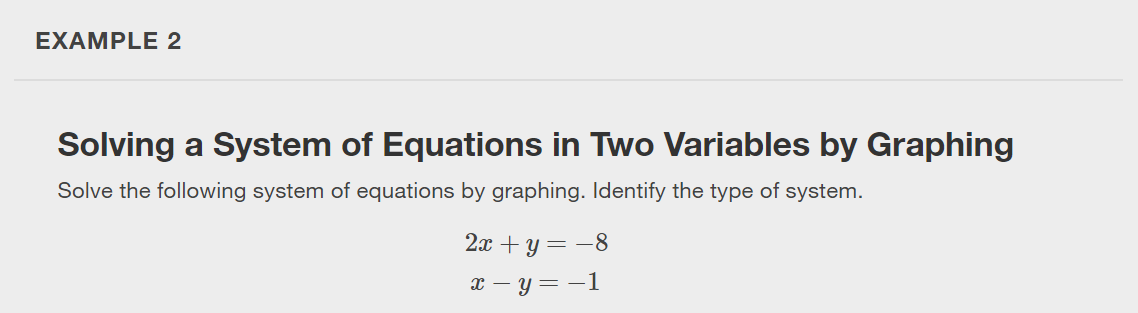 EXAMPLE 2
Solving a System of Equations in Two Variables by Graphing
Solve the following system of equations by graphing. Identify the type of system.
2x + y = −8
x − y = −1